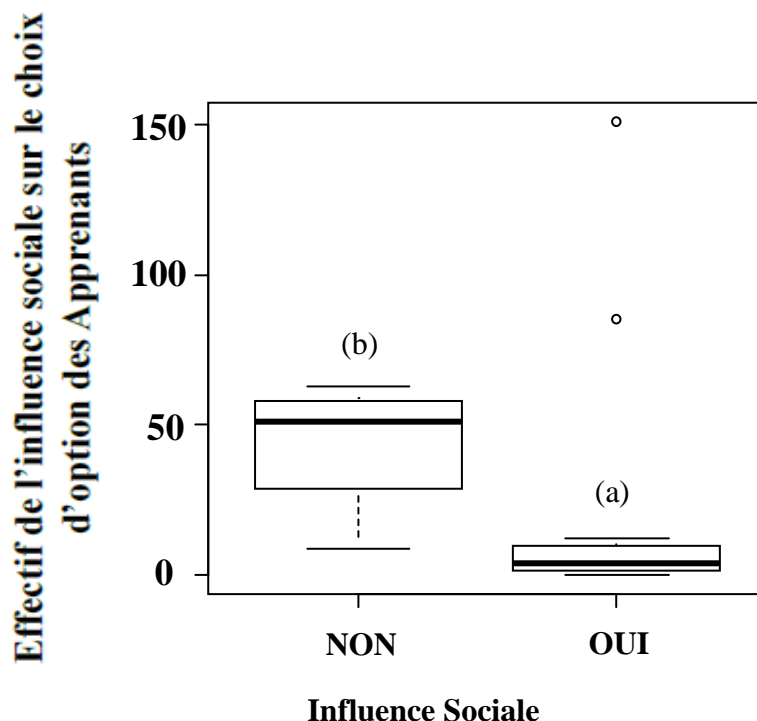 Effectif de l'influence sociale sur le choix
d'option des Apprenants
150
100
50
0
(b)
(a)
NON
OUI
Influence Sociale